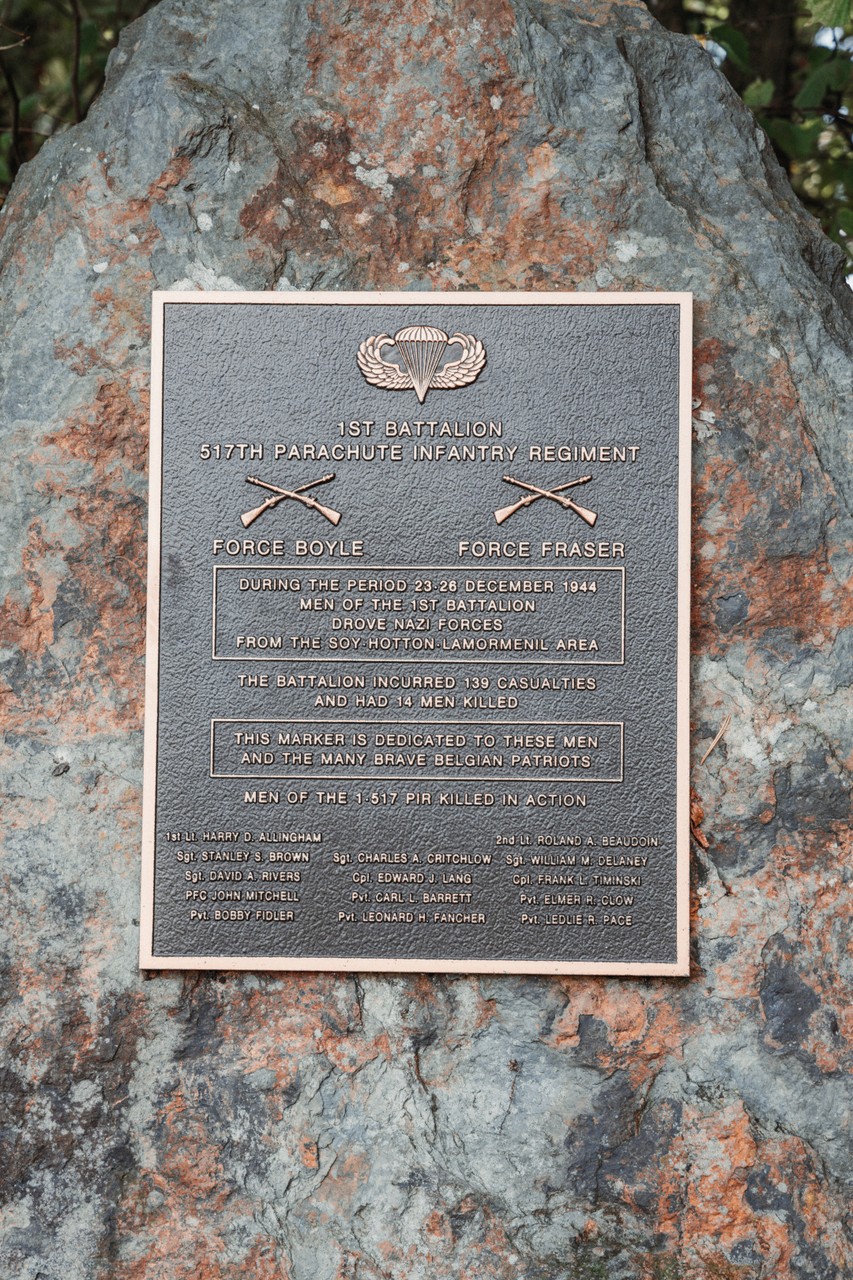 1ST BATTALION
517TH PARACHUTE INFANTRY REGIMENT
FORCE BOYLE FORCE FRASER
DURING THE PERIOD 23-26 DECEMBER 1944
MEN OF THE 1ST BATTALION
DROVE NAZI FORCES
FROM THE SOY-HOTTON-LAMORMENIL AREA
THE BATTALION INCURRED 139 CASUALTIES
AND HAD 14 MEN KILLED
THIS MARKER IS DEDICATED TO THESE MEN
AND THE MANY BRAVE BELGIAN PATRIOTS
MEN OF THE 1-517 PIR KILLED IN ACTION
1st Lt. HARRY D. ALLINGHAM 2nd Lt. ROLAND A. BEAUDOIN
Sgt. STANLEY S. BROWN Sgt. CHARLES A. CRITCHLOW Sgt. WILLIAM M. DELANEY
Sgt. DAVID A. RIVERS Cpl. EDWARD J. LANG Cpl. FRANK L. TIMINSKI
PFC JOHN MITCHELL Pvt. CARL L. BARRETT Pvt. ELMER R. CLOW
Pvt. BOBBY FIDLER Pvt. LEONARD H. FANCHER Pvt. LEDLIE R. PACE